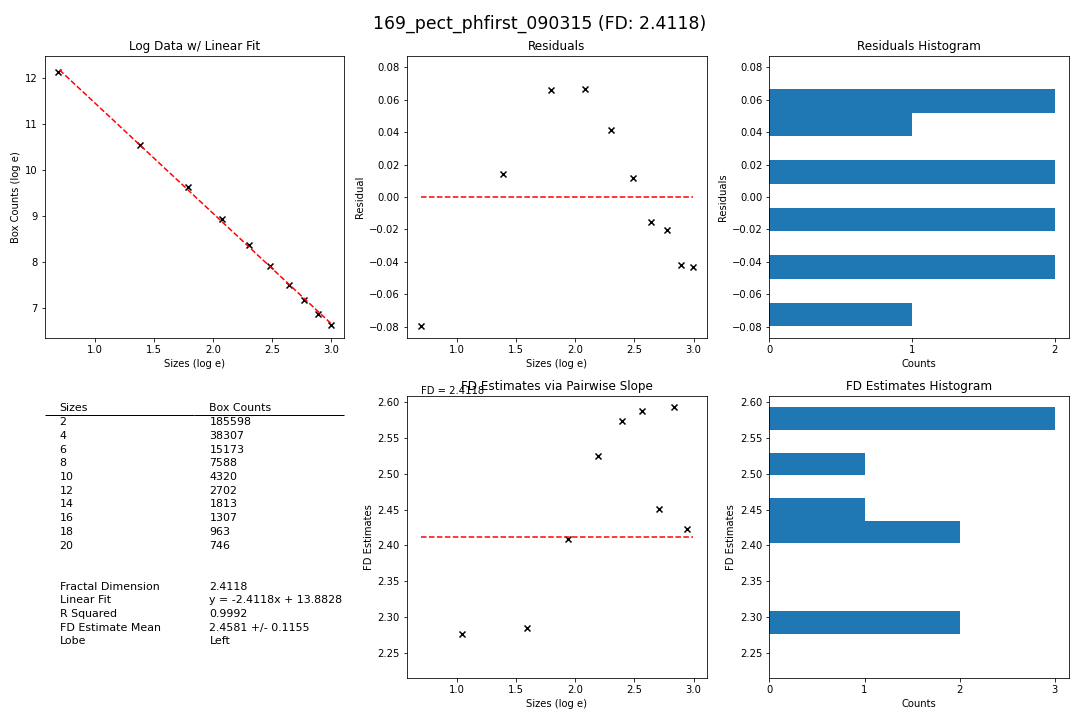 169_pect_phfirst_090315 (FD: 2.4118)
Log Data w/ Linear Fit
Box Counts (log e)
12
11
10
9
8
7
1.0 1.5 2.0 2.5 3.0
Sizes (log e)
Residuals
Residual
0.08
0.06
0.04
0.02
0.00
−0.02
−0.04
−0.06
−0.08
1.0 1.5 2.0 2.5 3.0
Sizes (log e)
Residuals Histogram
Residuals
0.08
0.06
0.04
0.02
0.00
−0.02
−0.04
−0.06
−0.08
0 1 2
Counts
Sizes Box Counts
2 185598
4 38307
6 15173
8 7588
10 4320
12 2702
14 1813
16 1307
18 963
20 746
Fractal Dimension 2.4118
Linear Fit y = -2.4118x + 13.8828
R Squared 0.9992
FD Estimate Mean 2.4581 +/- 0.1155
Lobe Left
FD Estimates via Pairwise Slope
FD = 2.4118
FD Estimates
2.60
2.55
2.50
2.45
2.40
2.35
2.30
2.25
1.0 1.5 2.0 2.5 3.0
Sizes (log e)
FD Estimates Histogram
FD Estimates
2.60
2.55
2.50
2.45
2.40
2.35
2.30
2.25
0 1 2 3
Counts